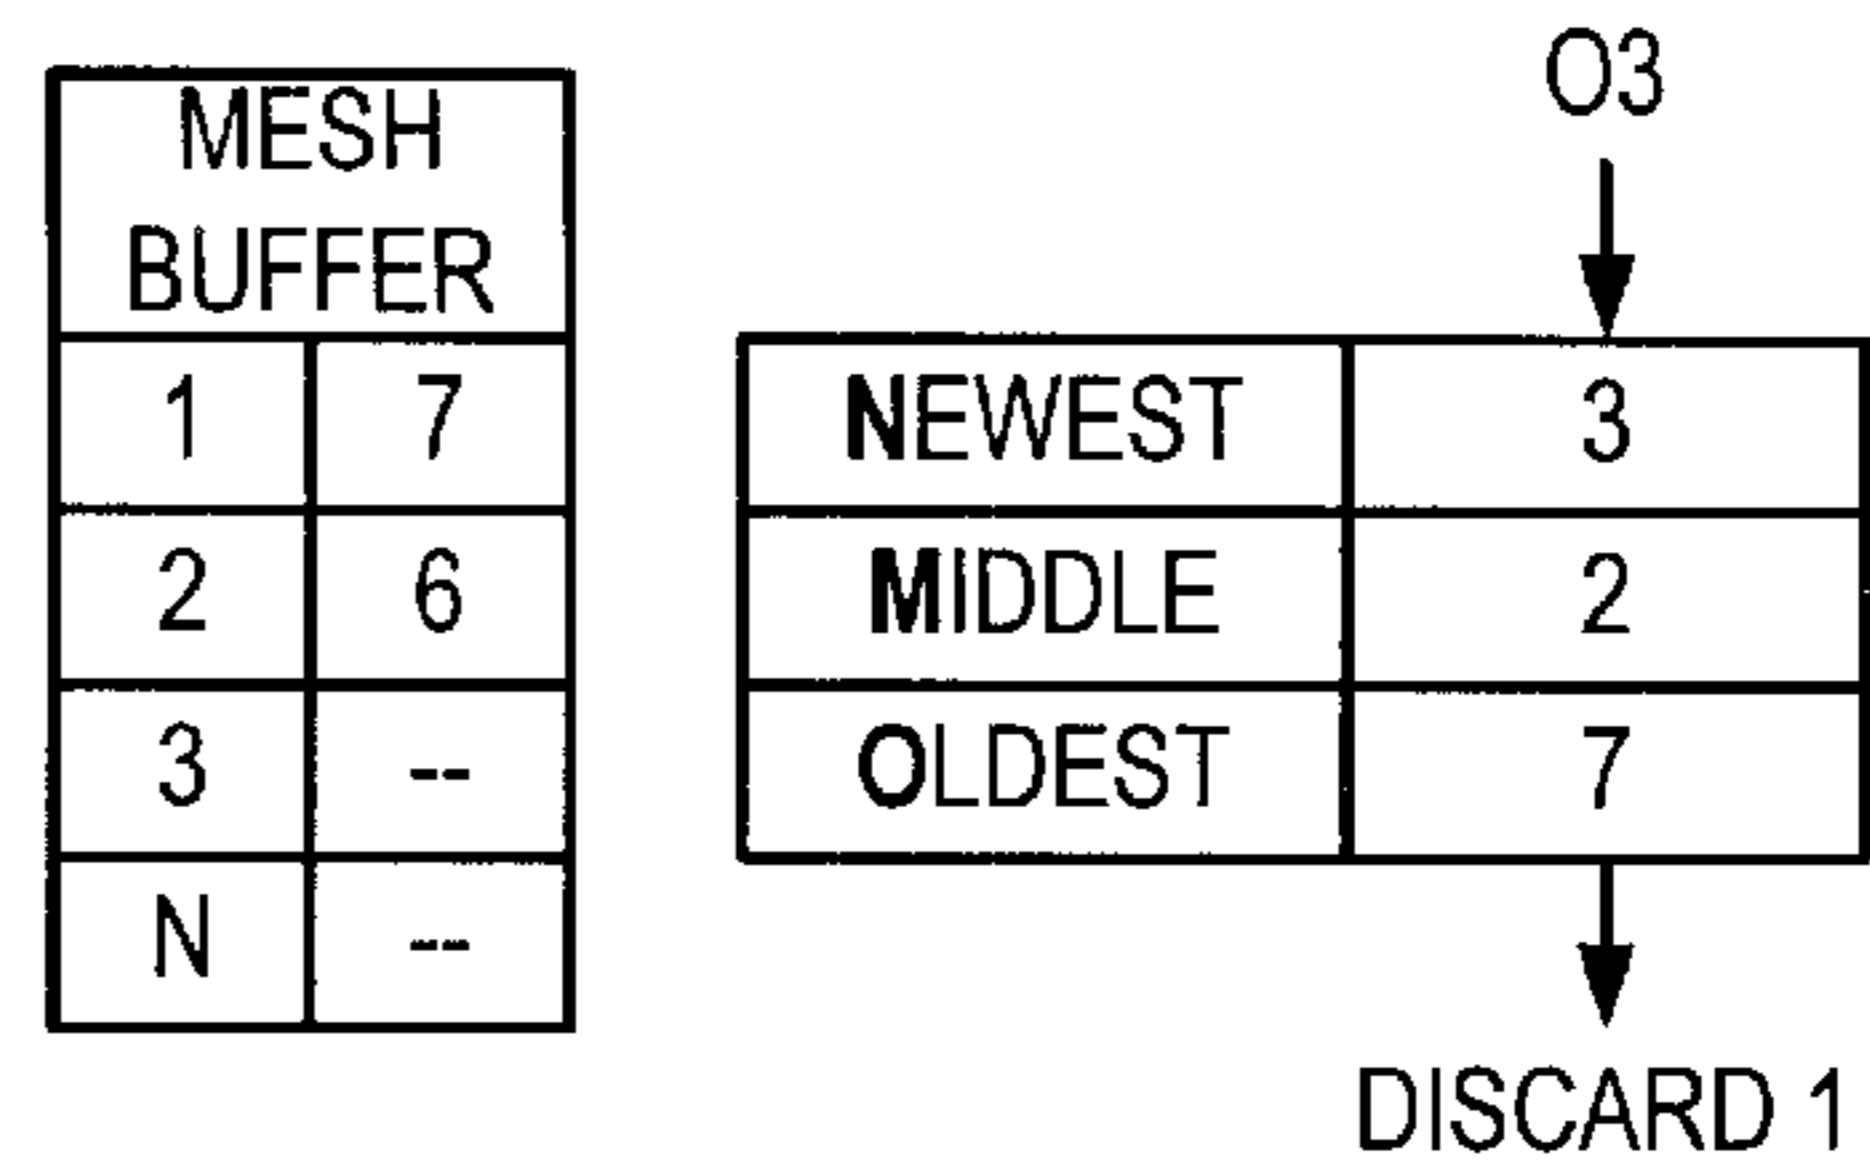 MESH
BUFFER
1 7
2 6
3 --
N --
O3
NEWEST 3
MIDDLE 2
OLDEST 7
DISCARD 1